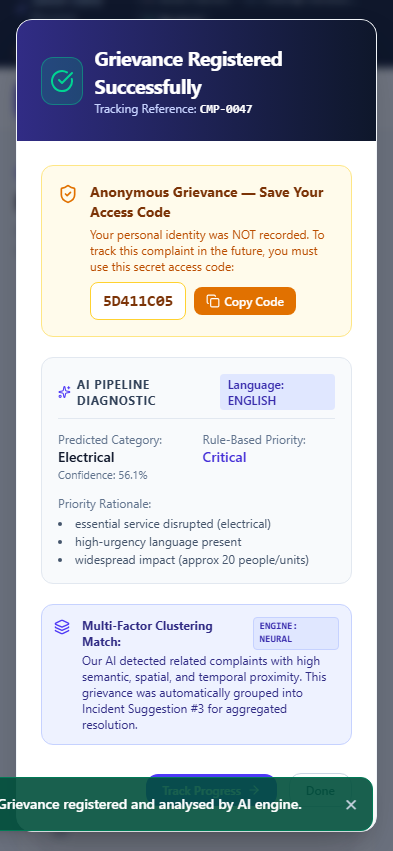 Grievance Registered
Successfully
Tracking Reference: CMP-0047
Anonymous Grievance — Save Your
Access Code
Your personal identity was NOT recorded. To
track this complaint in the future, you must
use this secret access code:
5D411C05
Copy Code
AI PIPELINE
DIAGNOSTIC
Language:
ENGLISH
Predicted Category:
Electrical
Confidence: 56.1%
Rule-Based Priority:
Critical
Priority Rationale:
• essential service disrupted (electrical)
• high-urgency language present
• widespread impact (approx 20 people/units)
Multi-Factor Clustering
Match:
ENGINE:
NEURAL
Our AI detected related complaints with high
semantic, spatial, and temporal proximity. This
grievance was automatically grouped into
Incident Suggestion #3 for aggregated
resolution.
Track Progress →
Done
Grievance registered and analysed by AI engine.